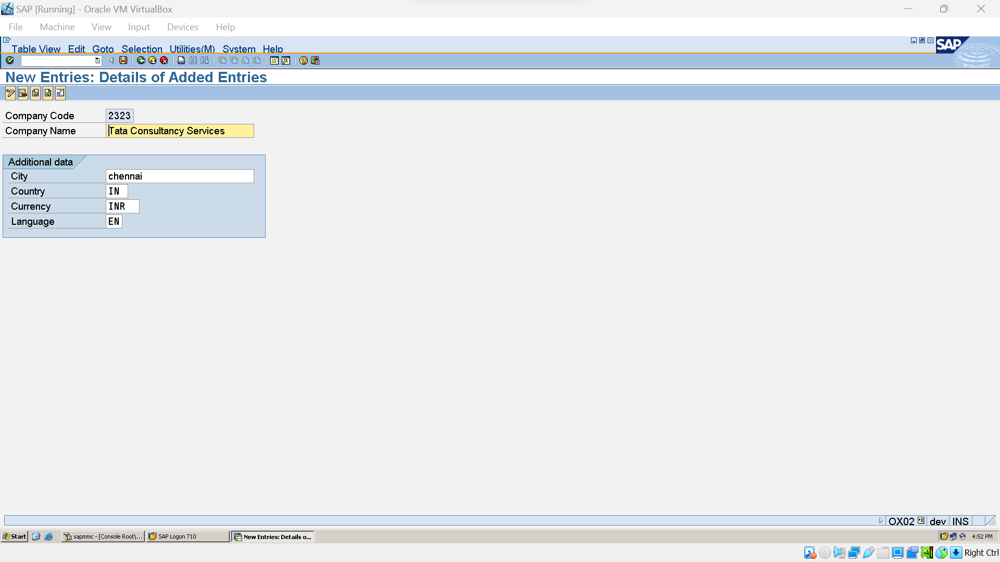 SAP [Running] - Oracle VM VirtualBox
File Machine View Input Devices Help
Table View Edit Goto Selection Utilities(M) System Help
SAP
New Entries: Details of Added Entries
Company Code 2323
Company Name Tata Consultancy Services
Additional data
City chennai
Country IN
Currency INR
Language EN
OX02 dev INS
Start sapmmc - [Console Root\... SAP Logon 710 New Entries: Details o... 4:52 PM
Right Ctrl